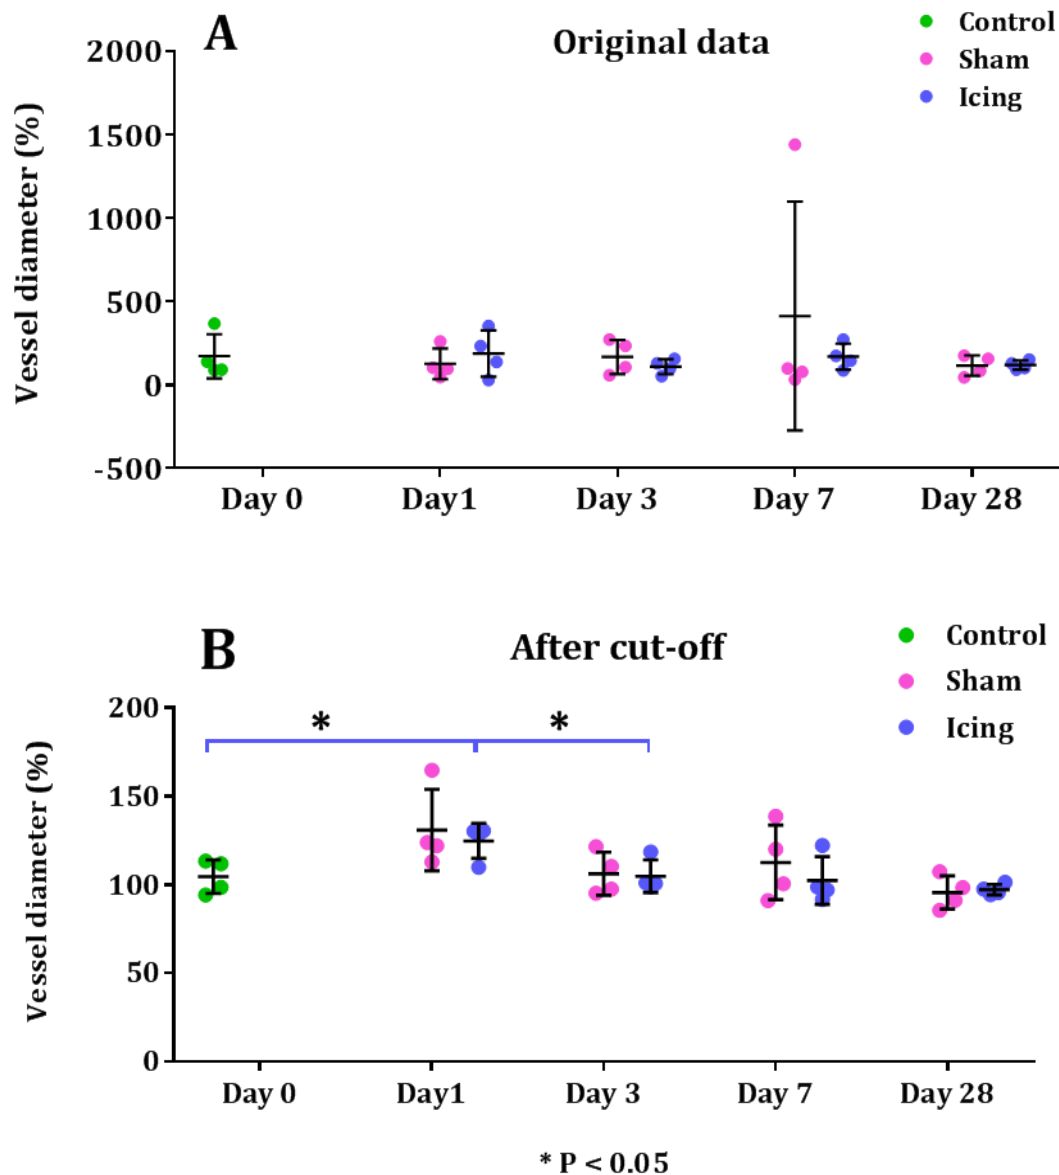 A
Original data
Control
Sham
Icing
Vessel diameter (%)
2000
1500
1000
500
0
-500
Day 0
Day1
Day 3
Day 7
Day 28
B
After cut-off
Control
Sham
Icing
Vessel diameter (%)
200
150
100
50
0
*
*
Day 0
Day1
Day 3
Day 7
Day 28
* P < 0.05